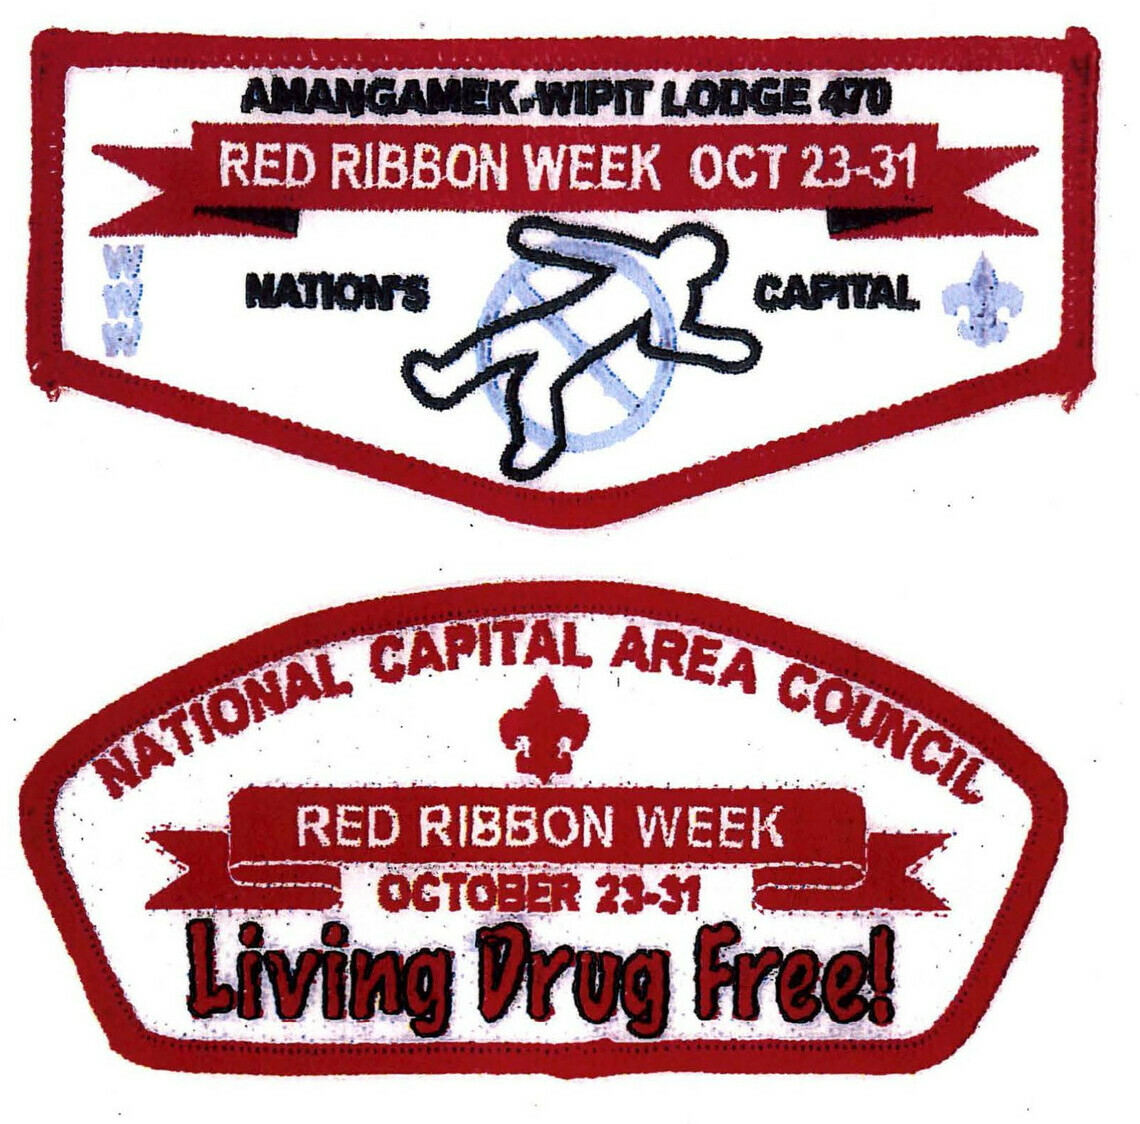 AMANGAMEK-WIPIT LODGE 470
RED RIBBON WEEK OCT 23-31
W
W
W
NATION'S CAPITAL
NATIONAL CAPITAL AREA COUNCIL
RED RIBBON WEEK
OCTOBER 23-31
Living Drug Free!